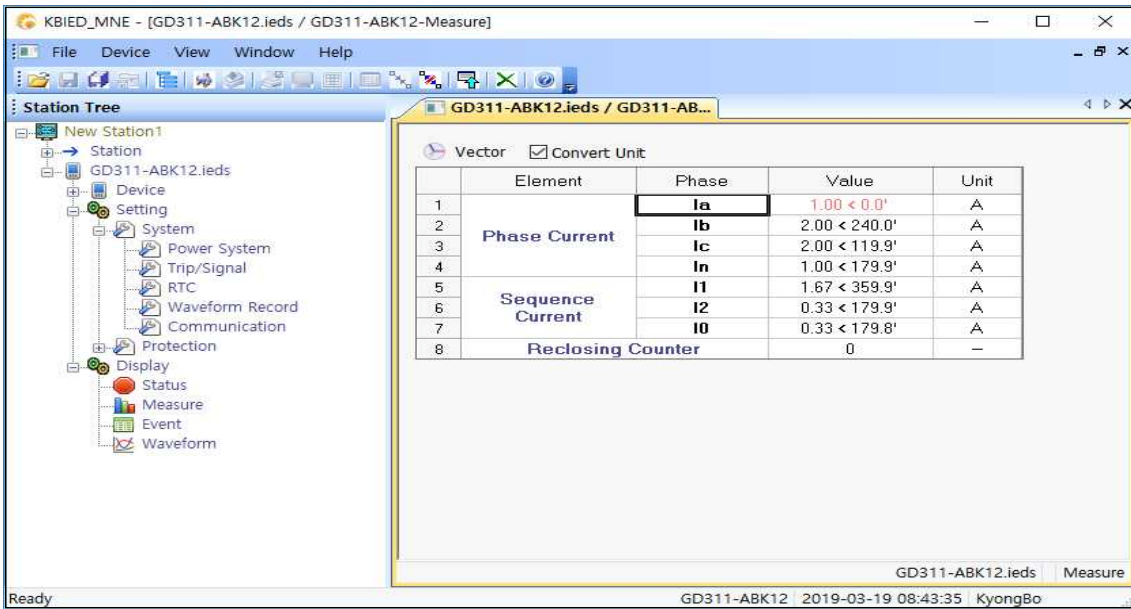 KBIED_MNE - [GD311-ABK12.ieds / GD311-ABK12-Measure]
File Device View Window Help
Station Tree
New Station1
Station
GD311-ABK12.ieds
Device
Setting
System
Power System
Trip/Signal
RTC
Waveform Record
Communication
Protection
Display
Status
Measure
Event
Waveform
GD311-ABK12.ieds / GD311-AB...
Vector Convert Unit
Element Phase Value Unit
1 Phase Current Ia 1.00 < 0.0' A
2 Ib 2.00 < 240.0' A
3 Ic 2.00 < 119.9' A
4 In 1.00 < 179.9' A
5 Sequence Current I1 1.67 < 359.9' A
6 I2 0.33 < 179.9' A
7 I0 0.33 < 179.8' A
8 Reclosing Counter 0 —
GD311-ABK12.ieds Measure
Ready GD311-ABK12 2019-03-19 08:43:35 KyongBo